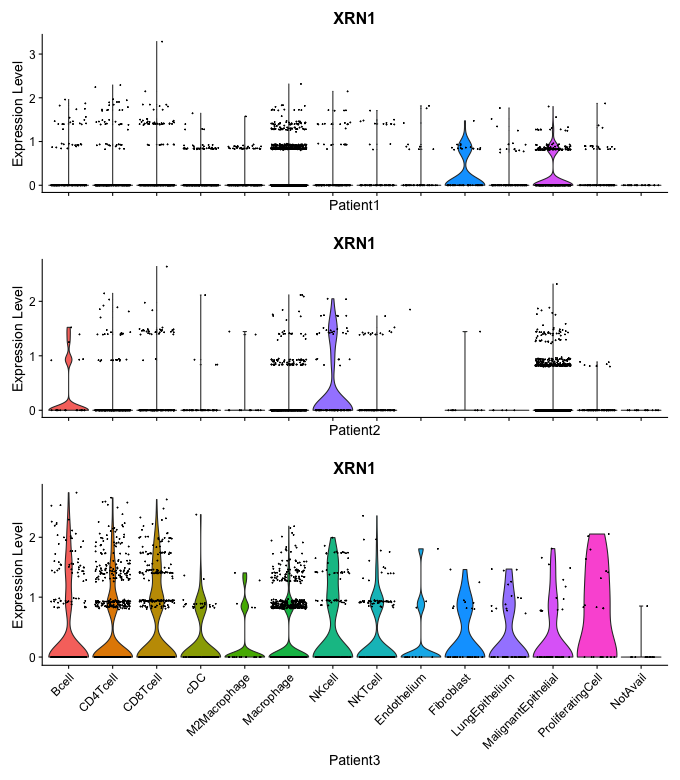 XRN1
Expression Level
3
2
1
0
Patient1
XRN1
Expression Level
2
1
0
Patient2
XRN1
Expression Level
2
1
0
Bcell
CD4Tcell
CD8Tcell
cDC
M2Macrophage
Macrophage
NKcell
NKTcell
Endothelium
Fibroblast
LungEpithelium
MalignantEpithelial
ProliferatingCell
NotAvail
Patient3